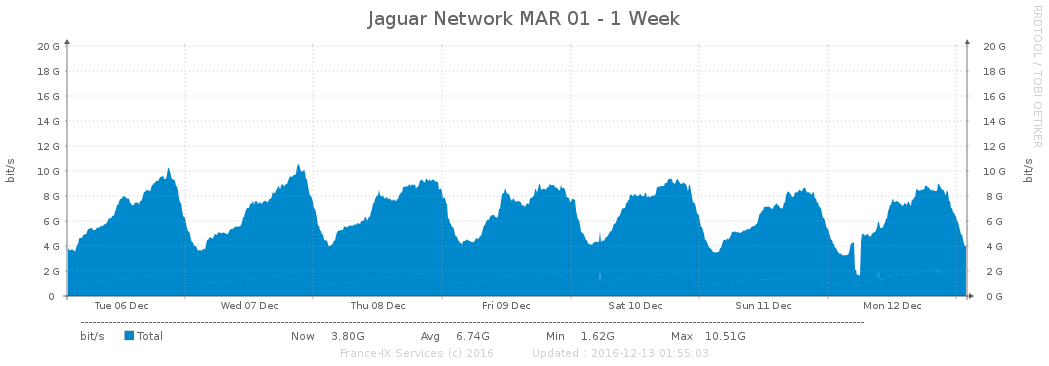 Jaguar Network MAR 01 - 1 Week
RRDTOOL / TOBI OETIKER
bit/s
20 G
18 G
16 G
14 G
12 G
10 G
8 G
6 G
4 G
2 G
0
20 G
18 G
16 G
14 G
12 G
10 G
8 G
6 G
4 G
2 G
0 G
bit/s
Tue 06 Dec Wed 07 Dec Thu 08 Dec Fri 09 Dec Sat 10 Dec Sun 11 Dec Mon 12 Dec
bit/s Total Now 3.80G Avg 6.74G Min 1.62G Max 10.51G
France-IX Services (c) 2016 Updated : 2016-12-13 01:55:03